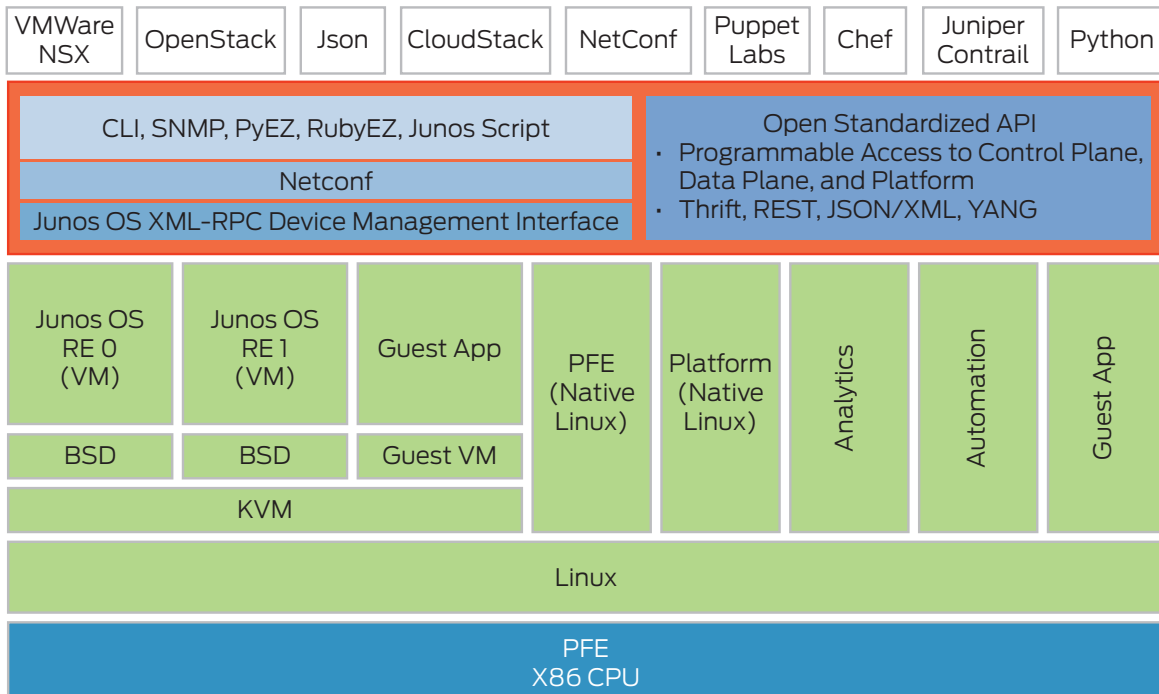 VMWare
NSX
OpenStack
Json
CloudStack
NetConf
Puppet
Labs
Chef
Juniper
Contrail
Python
CLI, SNMP, PyEZ, RubyEZ, Junos Script
Netconf
Junos OS XML-RPC Device Management Interface
Open Standardized API
· Programmable Access to Control Plane,
Data Plane, and Platform
· Thrift, REST, JSON/XML, YANG
Junos OS
RE 0
(VM)
Junos OS
RE 1
(VM)
Guest App
BSD
BSD
Guest VM
KVM
PFE
(Native
Linux)
Platform
(Native
Linux)
Analytics
Automation
Guest App
Linux
PFE
X86 CPU